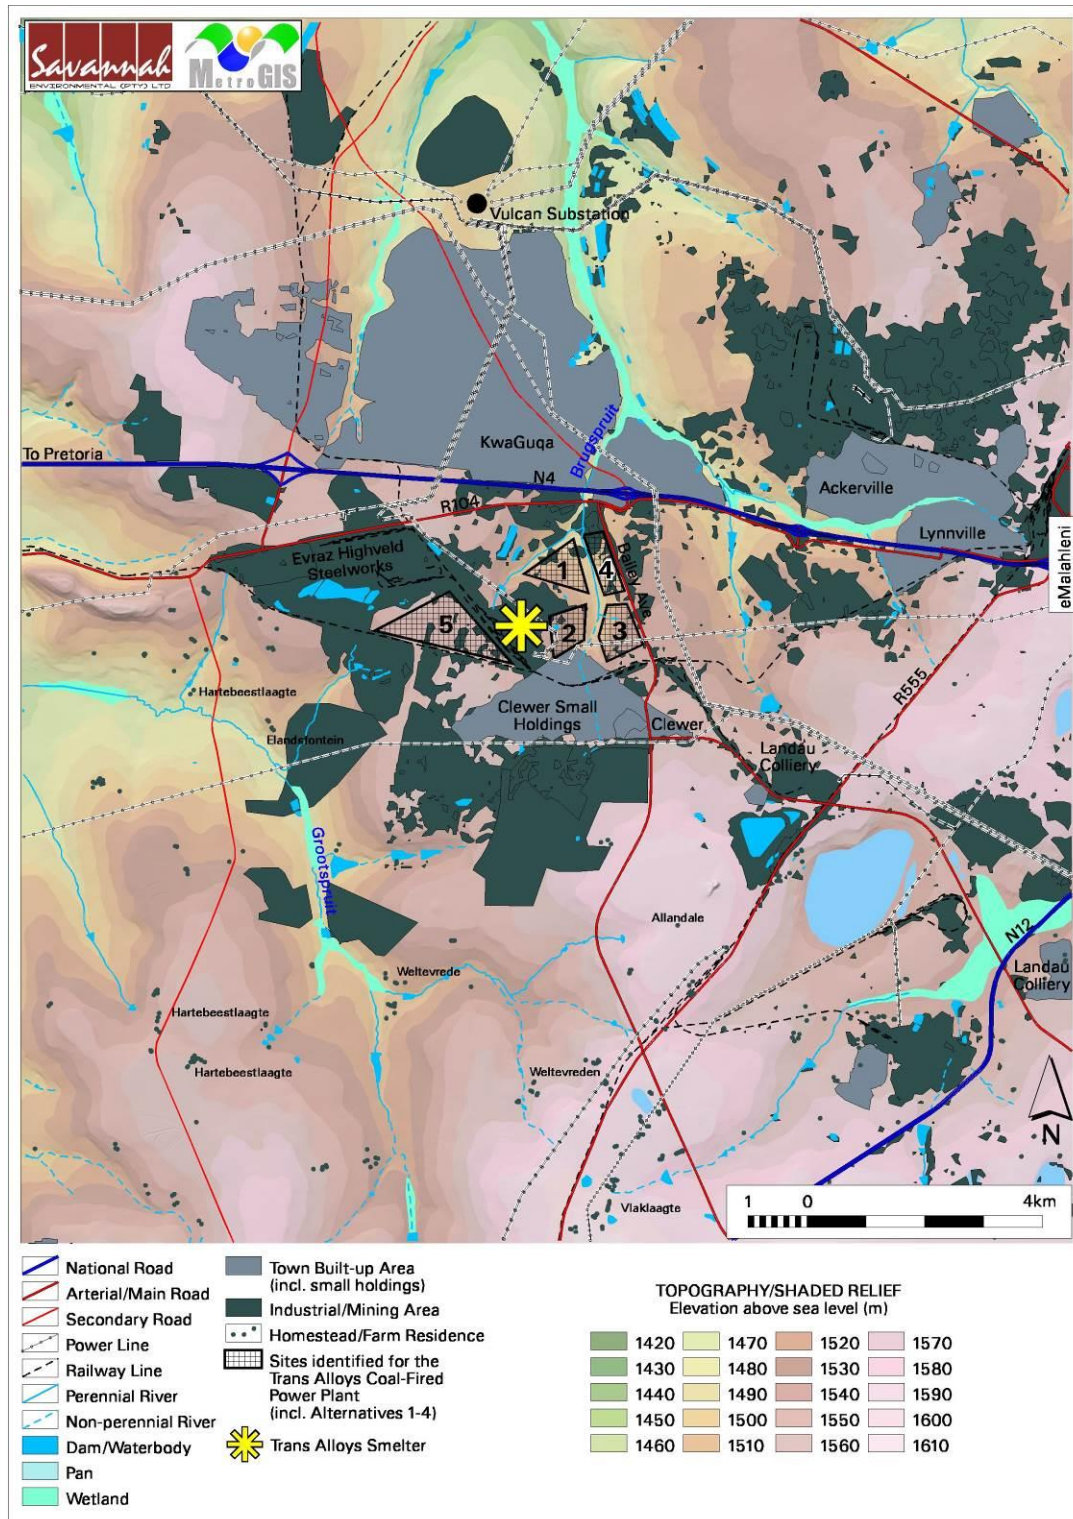 Savannah
ENVIRONMENTAL (PTY) LTD
MetroGIS
Vulcan Substation
KwaGuqa
Brugspruit
To Pretoria
N4
R104
Ackerville
Lynnville
eMalahleni
Evraz Highveld
Steelworks
Bailey Ave
1
4
5
2
3
R555
Hartebeestlaagte
Clewer Small
Holdings
Clewer
Elandsfontein
Landau
Colliery
Grootspruit
Allandale
N12
Landau
Colliery
Weltevrede
Hartebeestlaagte
Hartebeestlaagte
Weltevreden
N
Vlaklaagte
1 0 4km
National Road
Arterial/Main Road
Secondary Road
Power Line
Railway Line
Perennial River
Non-perennial River
Dam/Waterbody
Pan
Wetland
Town Built-up Area
(incl. small holdings)
Industrial/Mining Area
Homestead/Farm Residence
Sites identified for the
Trans Alloys Coal-Fired
Power Plant
(incl. Alternatives 1-4)
Trans Alloys Smelter
TOPOGRAPHY/SHADED RELIEF
Elevation above sea level (m)
1420 1470 1520 1570
1430 1480 1530 1580
1440 1490 1540 1590
1450 1500 1550 1600
1460 1510 1560 1610